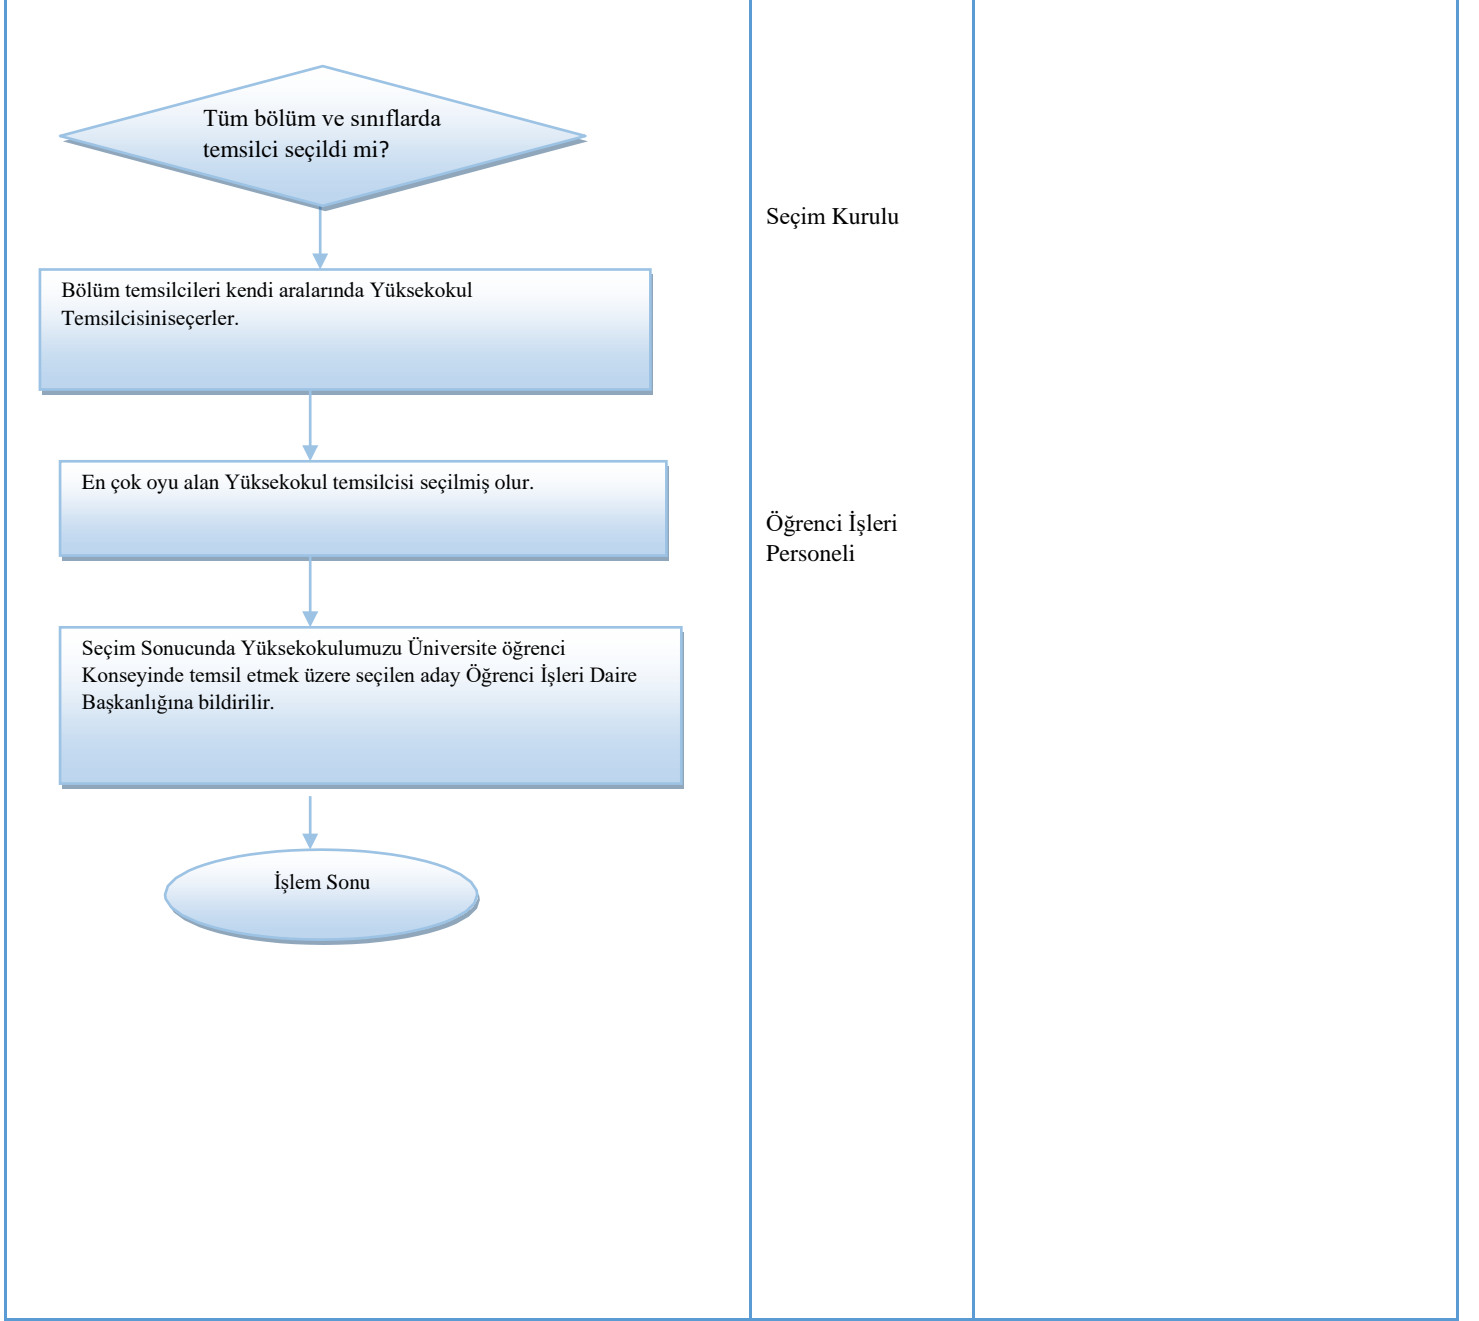 Tüm bölüm ve sınıflarda
temsilci seçildi mi?
Seçim Kurulu
Bölüm temsilcileri kendi aralarında Yüksekokul
Temsilcisiniseçerler.
En çok oyu alan Yüksekokul temsilcisi seçilmiş olur.
Öğrenci İşleri
Personeli
Seçim Sonucunda Yüksekokulumuzu Üniversite öğrenci
Konseyinde temsil etmek üzere seçilen aday Öğrenci İşleri Daire
Başkanlığına bildirilir.
İşlem Sonu